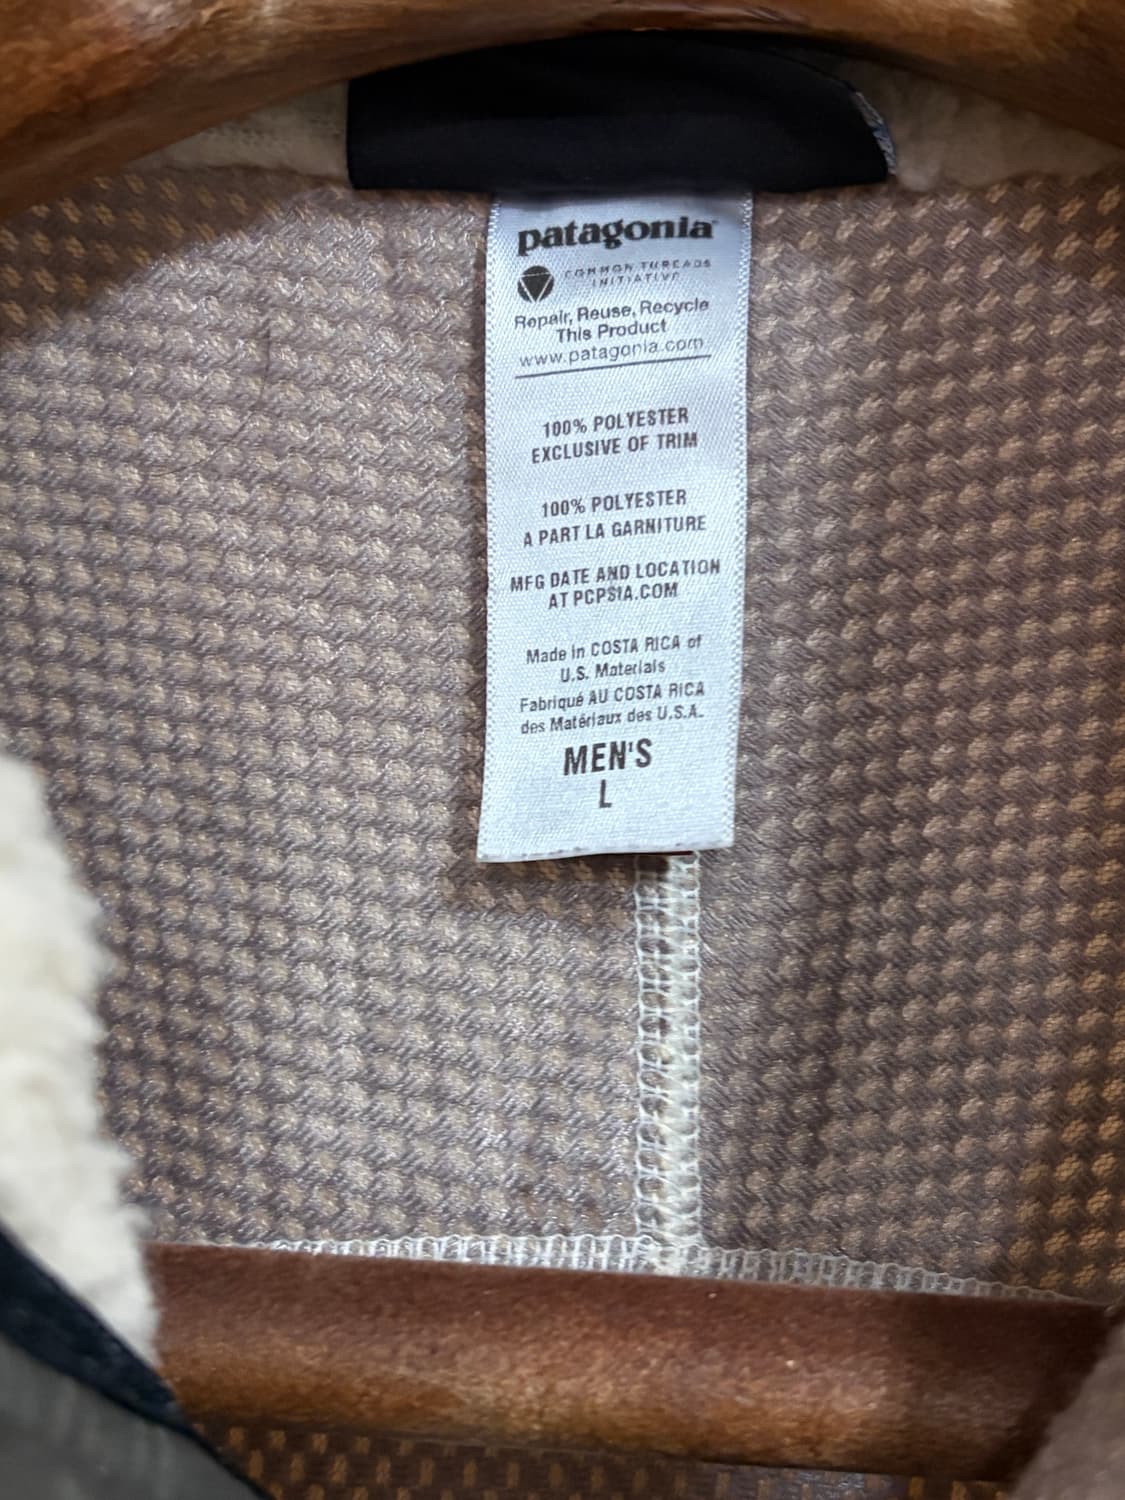 patagonia®
COMMON THREADS
INITIATIVE
Repair, Reuse, Recycle
This Product
www.patagonia.com
100% POLYESTER
EXCLUSIVE OF TRIM
100% POLYESTER
A PART LA GARNITURE
MFG DATE AND LOCATION
AT PCPSIA.COM
Made in COSTA RICA of
U.S. Materials
Fabriqué AU COSTA RICA
des Matériaux des U.S.A.
MEN'S
L